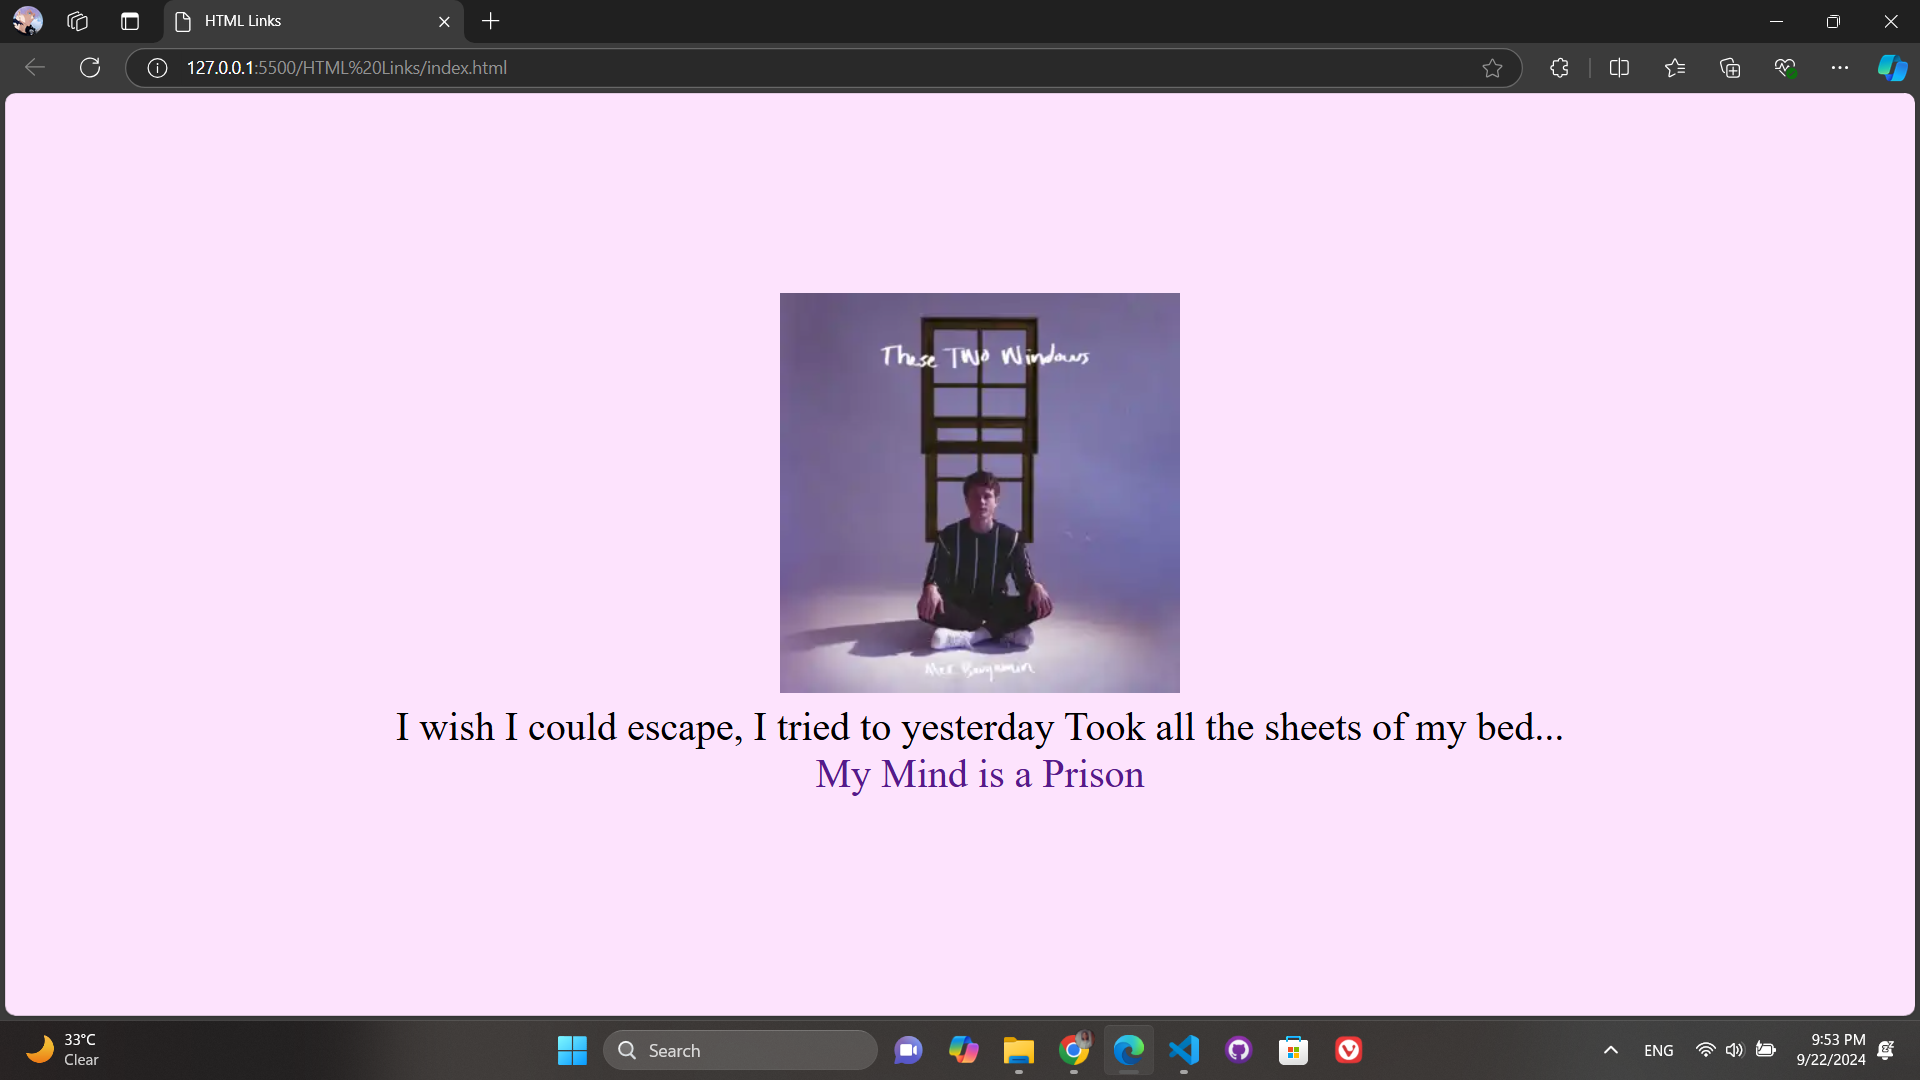 HTML Links
127.0.0.1:5500/HTML%20Links/index.html
These Two Windows
Alec Benjamin
I wish I could escape, I tried to yesterday Took all the sheets of my bed...
My Mind is a Prison
33°C
Clear
Search
ENG
9:53 PM
9/22/2024